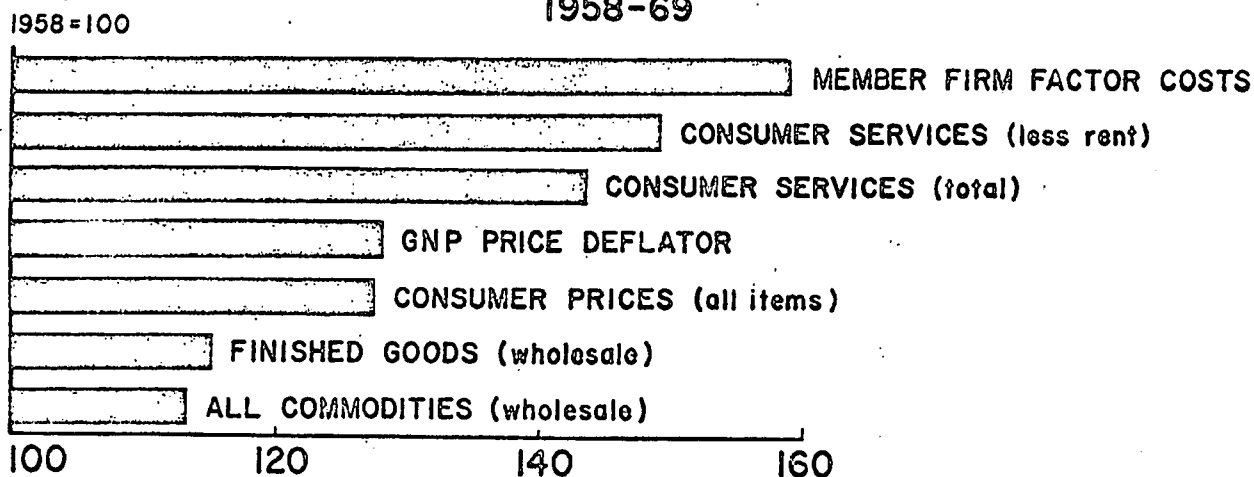 1958-69
1958=100
MEMBER FIRM FACTOR COSTS
CONSUMER SERVICES (less rent)
CONSUMER SERVICES (total)
GNP PRICE DEFLATOR
CONSUMER PRICES (all items)
FINISHED GOODS (wholesale)
ALL COMMODITIES (wholesale)
100 120 140 160